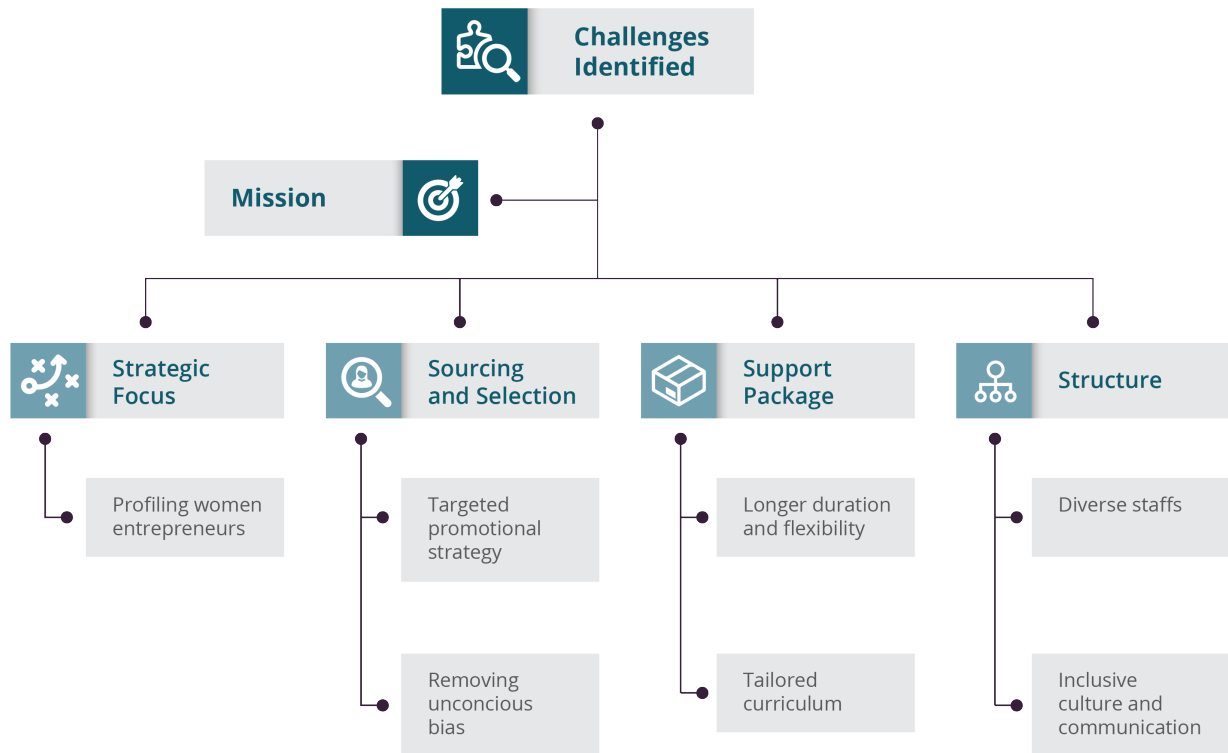 Challenges
Identified
Mission
Strategic
Focus
Profiling women
entrepreneurs
Sourcing
and Selection
Targeted
promotional
strategy
Removing
unconcious
bias
Support
Package
Longer duration
and flexibility
Tailored
curriculum
Structure
Diverse staffs
Inclusive
culture and
communication